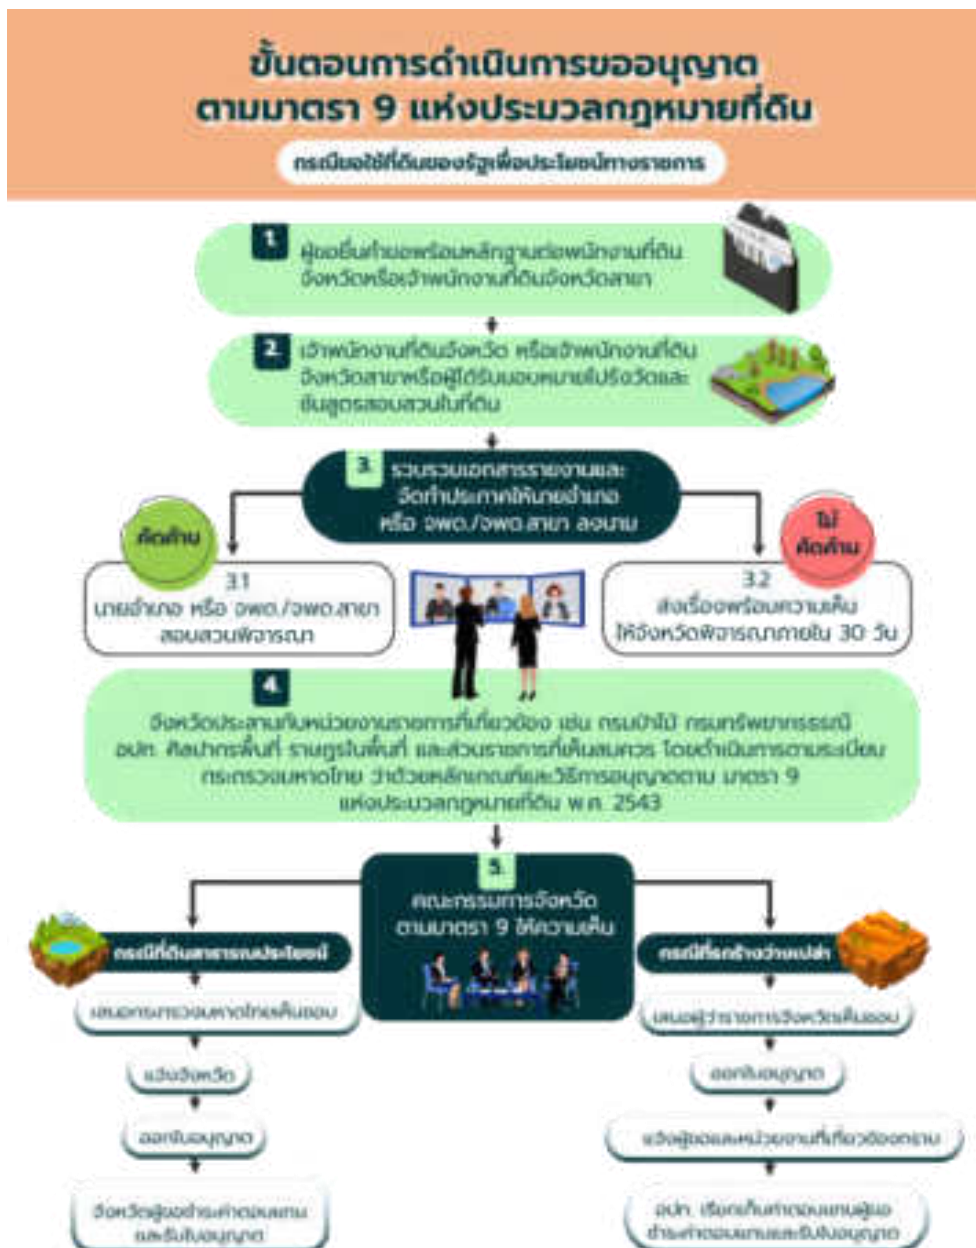 ขั้นตอนการดำเนินการขออนุญาต
ตามมาตรา 9 แห่งประมวลกฎหมายที่ดิน
กรณีขอใช้ที่ดินของรัฐเพื่อประโยชน์ทางราชการ
1. ผู้ขอยื่นคำขอพร้อมหลักฐานต่อพนักงานที่ดิน
จังหวัดหรือเจ้าพนักงานที่ดินจังหวัดสาขา
2. เจ้าพนักงานที่ดินจังหวัด หรือเจ้าพนักงานที่ดิน
จังหวัดสาขาหรือผู้ได้รับมอบหมายไปรังวัดและ
ชันสูตรสอบสวนในที่ดิน
3. รวบรวมเอกสารรายงานและ
จัดทำประกาศให้นายอำเภอ
หรือ จพด./จพด.สาขา ลงนาม
คัดค้าน
3.1
นายอำเภอ หรือ จพด./จพด.สาขา
สอบสวนพิจารณา
ไม่
คัดค้าน
3.2
ส่งเรื่องพร้อมความเห็น
ให้จังหวัดพิจารณาภายใน 30 วัน
4.
จังหวัดประสานกับหน่วยงานราชการที่เกี่ยวข้อง เช่น กรมป่าไม้ กรมทรัพยากรธรณี
อปท. ศิลปากรพื้นที่ ราษฎรในพื้นที่ และส่วนราชการที่เห็นสมควร โดยดำเนินการตามระเบียบ
กระทรวงมหาดไทย ว่าด้วยหลักเกณฑ์และวิธีการอนุญาตตาม มาตรา 9
แห่งประมวลกฎหมายที่ดิน พ.ศ. 2543
5.
คณะกรรมการจังหวัด
ตามมาตรา 9 ให้ความเห็น
กรณีที่ดินสาธารณประโยชน์
เสนอกระทรวงมหาดไทยเห็นชอบ
แจ้งจังหวัด
ออกใบอนุญาต
จังหวัดผู้ขอชำระค่าตอบแทน
และรับใบอนุญาต
กรณีที่รกร้างว่างเปล่า
เสนอผู้ว่าราชการจังหวัดเห็นชอบ
ออกใบอนุญาต
แจ้งผู้ขอและหน่วยงานที่เกี่ยวข้องทราบ
อปท. เรียกเก็บค่าตอบแทนผู้ขอ
ชำระค่าตอบแทนและรับใบอนุญาต